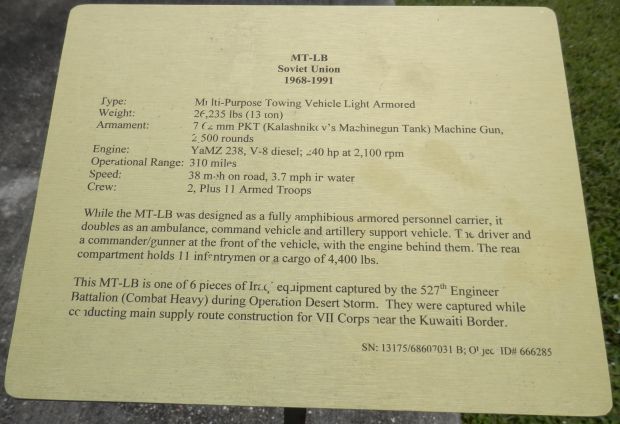 MT-LB
Soviet Union
1968-1991
Type: Multi-Purpose Towing Vehicle Light Armored
Weight: 26,235 lbs (13 ton)
Armament: 7.62 mm PKT (Kalashnikov's Machinegun Tank) Machine Gun,
2,500 rounds
Engine: YaMZ 238, V-8 diesel; 240 hp at 2,100 rpm
Operational Range: 310 miles
Speed: 38 mph on road, 3.7 mph in water
Crew: 2, Plus 11 Armed Troops
While the MT-LB was designed as a fully amphibious armored personnel carrier, it
doubles as an ambulance, command vehicle and artillery support vehicle. The driver and
a commander/gunner at the front of the vehicle, with the engine behind them. The rear
compartment holds 11 infantrymen or a cargo of 4,400 lbs.
This MT-LB is one of 6 pieces of Iraqi equipment captured by the 527th Engineer
Battalion (Combat Heavy) during Operation Desert Storm. They were captured while
conducting main supply route construction for VII Corps near the Kuwaiti Border.
SN: 13175/68607031 B; Object ID# 666285